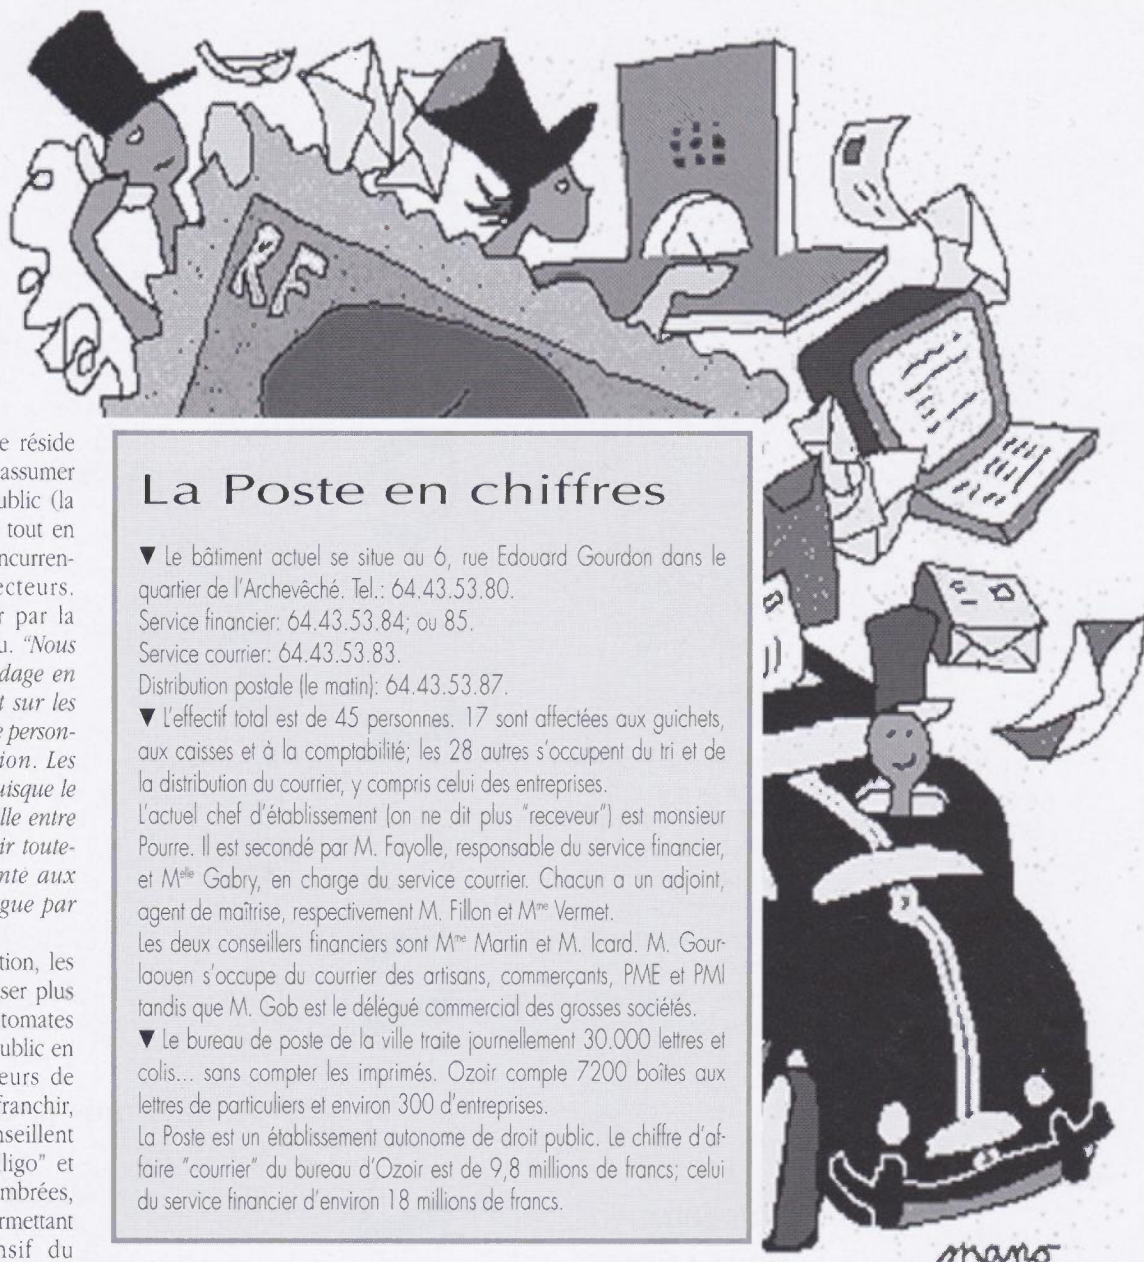 RF
e réside
assumer
ublic (la
tout en
ncurren-
ecteurs.
r par la
u. "Nous
dage en
t sur les
e person-
ion. Les
uisque le
lle entre
ir toute-
nte aux
gue par
tion, les
ser plus
tomates
ublic en
eurs de
franchir,
nseillent
ligo" et
mbrées,
rmettant
nsif du
La Poste en chiffres
▼ Le bâtiment actuel se situe au 6, rue Edouard Gourdon dans le
quartier de l'Archevêché. Tel.: 64.43.53.80.
Service financier: 64.43.53.84; ou 85.
Service courrier: 64.43.53.83.
Distribution postale (le matin): 64.43.53.87.
▼ L'effectif total est de 45 personnes. 17 sont affectées aux guichets,
aux caisses et à la comptabilité; les 28 autres s'occupent du tri et de
la distribution du courrier, y compris celui des entreprises.
L'actuel chef d'établissement (on ne dit plus "receveur") est monsieur
Pourre. Il est secondé par M. Fayolle, responsable du service financier,
et Melle Gabry, en charge du service courrier. Chacun a un adjoint,
agent de maîtrise, respectivement M. Fillon et Mme Vermet.
Les deux conseillers financiers sont Mme Martin et M. Icard. M. Gour-
laouen s'occupe du courrier des artisans, commerçants, PME et PMI
tandis que M. Gob est le délégué commercial des grosses sociétés.
▼ Le bureau de poste de la ville traite journellement 30.000 lettres et
colis... sans compter les imprimés. Ozoir compte 7200 boîtes aux
lettres de particuliers et environ 300 d'entreprises.
La Poste est un établissement autonome de droit public. Le chiffre d'af-
faire "courrier" du bureau d'Ozoir est de 9,8 millions de francs; celui
du service financier d'environ 18 millions de francs.
mano